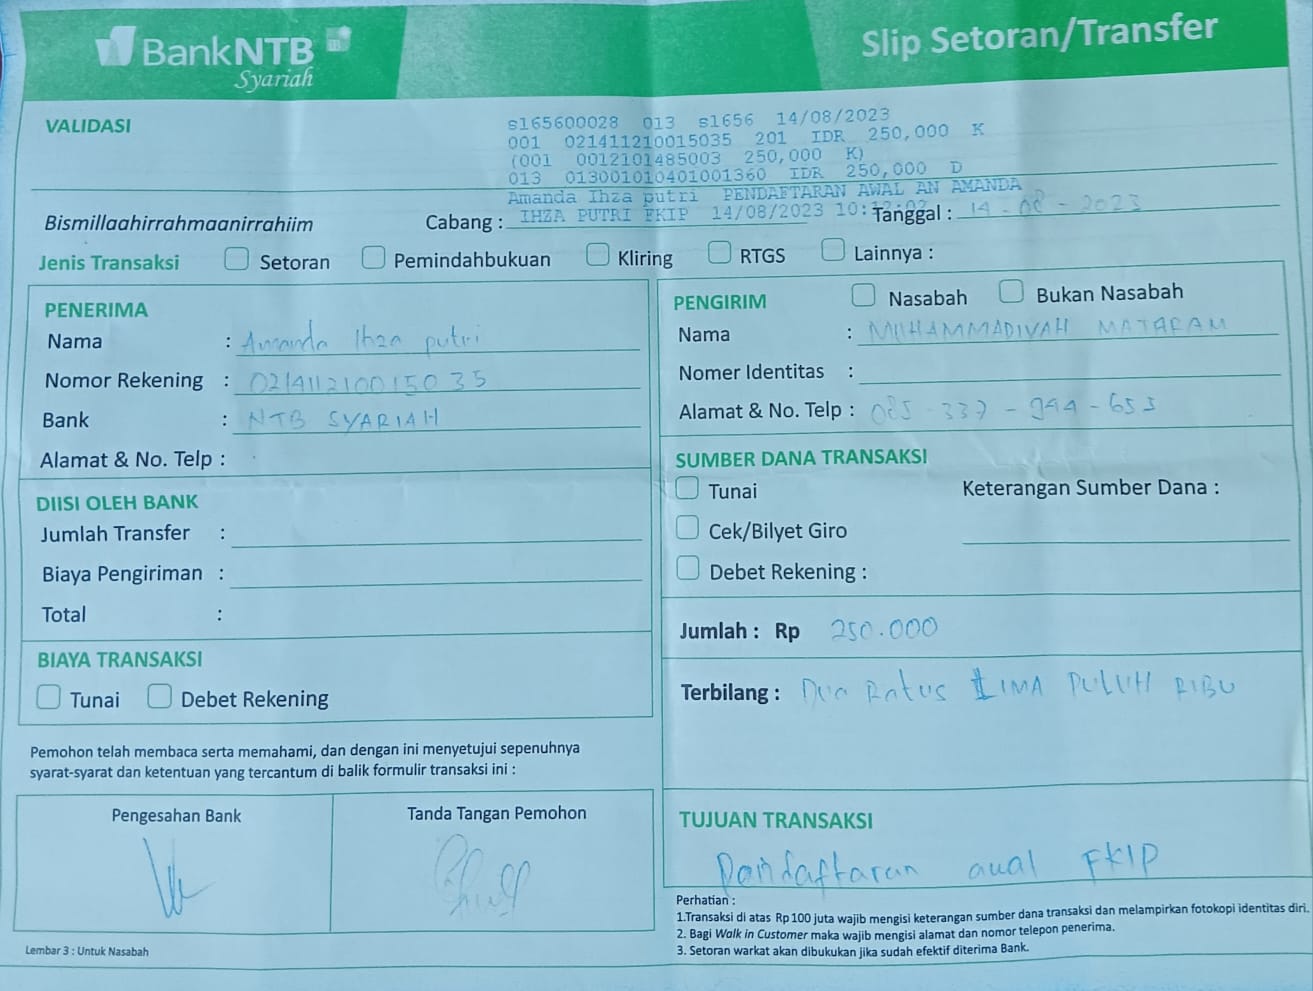 BankNTB
Syariah
Slip Setoran/Transfer
VALIDASI
s165600028 013 s1656 14/08/2023
001 021411210015035 201 IDR 250,000 K
(001 0012101485003 250,000 K)
013 013001010401001360 IDR 250,000 D
Amanda Ihza putri PENDAFTARAN AWAL AN AMANDA
IHZA PUTRI FKIP 14/08/2023 10:
Bismillaahirrahmaanirrahiim
Cabang :
Tanggal : 14-08-2023
Jenis Transaksi Setoran Pemindahbukuan Kliring RTGS Lainnya :
PENERIMA
Nama : Amanda Ihza putri
Nomor Rekening : 021411210015035
Bank : NTB SYARIAH
Alamat & No. Telp :
DIISI OLEH BANK
Jumlah Transfer :
Biaya Pengiriman :
Total :
BIAYA TRANSAKSI
Tunai Debet Rekening
Pemohon telah membaca serta memahami, dan dengan ini menyetujui sepenuhnya
syarat-syarat dan ketentuan yang tercantum di balik formulir transaksi ini :
Pengesahan Bank
Tanda Tangan Pemohon
Lembar 3 : Untuk Nasabah
PENGIRIM Nasabah Bukan Nasabah
Nama : MUHAMMADIYAH MATARAM
Nomer Identitas :
Alamat & No. Telp : 085-337-944-653
SUMBER DANA TRANSAKSI
Tunai Keterangan Sumber Dana :
Cek/Bilyet Giro
Debet Rekening :
Jumlah : Rp 250.000
Terbilang : Dua Ratus LIMA PULUH RIBU
TUJUAN TRANSAKSI
Pendaftaran awal FKIP
Perhatian :
1.Transaksi di atas Rp100 juta wajib mengisi keterangan sumber dana transaksi dan melampirkan fotokopi identitas diri.
2. Bagi Walk in Customer maka wajib mengisi alamat dan nomor telepon penerima.
3. Setoran warkat akan dibukukan jika sudah efektif diterima Bank.